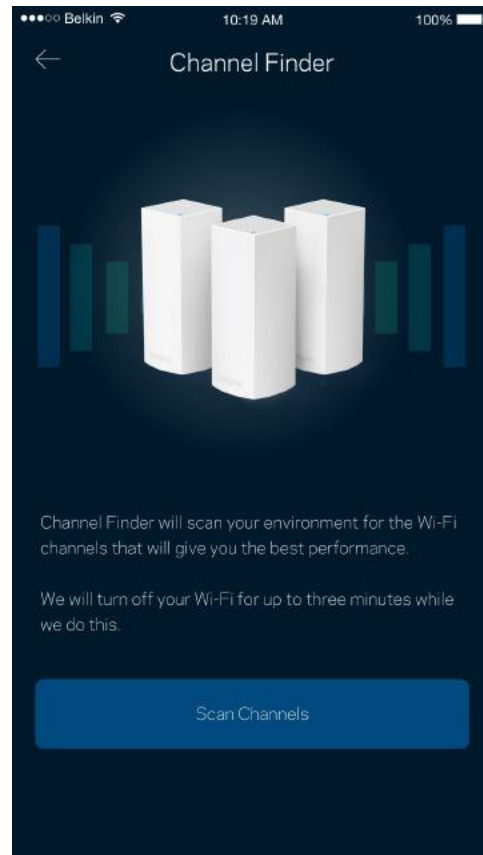 Belkin 10:19 AM 100%
Channel Finder
Channel Finder will scan your environment for the Wi-Fi
channels that will give you the best performance.
We will turn off your Wi-Fi for up to three minutes while
we do this.
Scan Channels